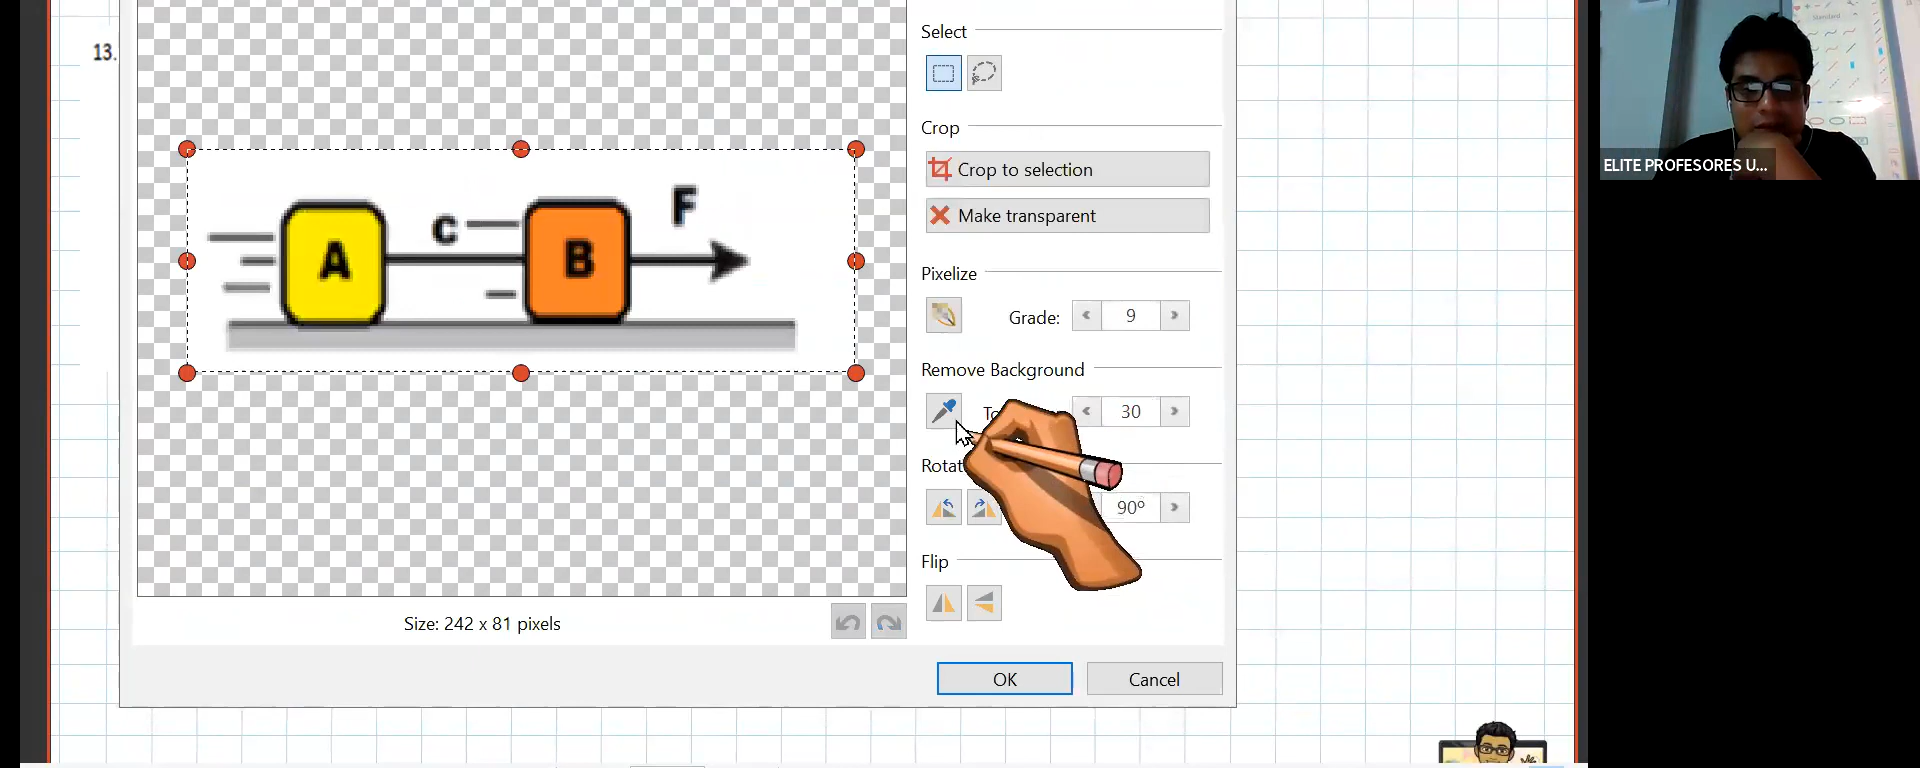 Select
13.
Crop
Crop to selection
ELITE PROFESORES U...
Make transparent
F
C
A
B
Pixelize
Grade:
9
Remove Background
30
90º
Flip
Size: 242 x 81 pixels
OK
Cancel